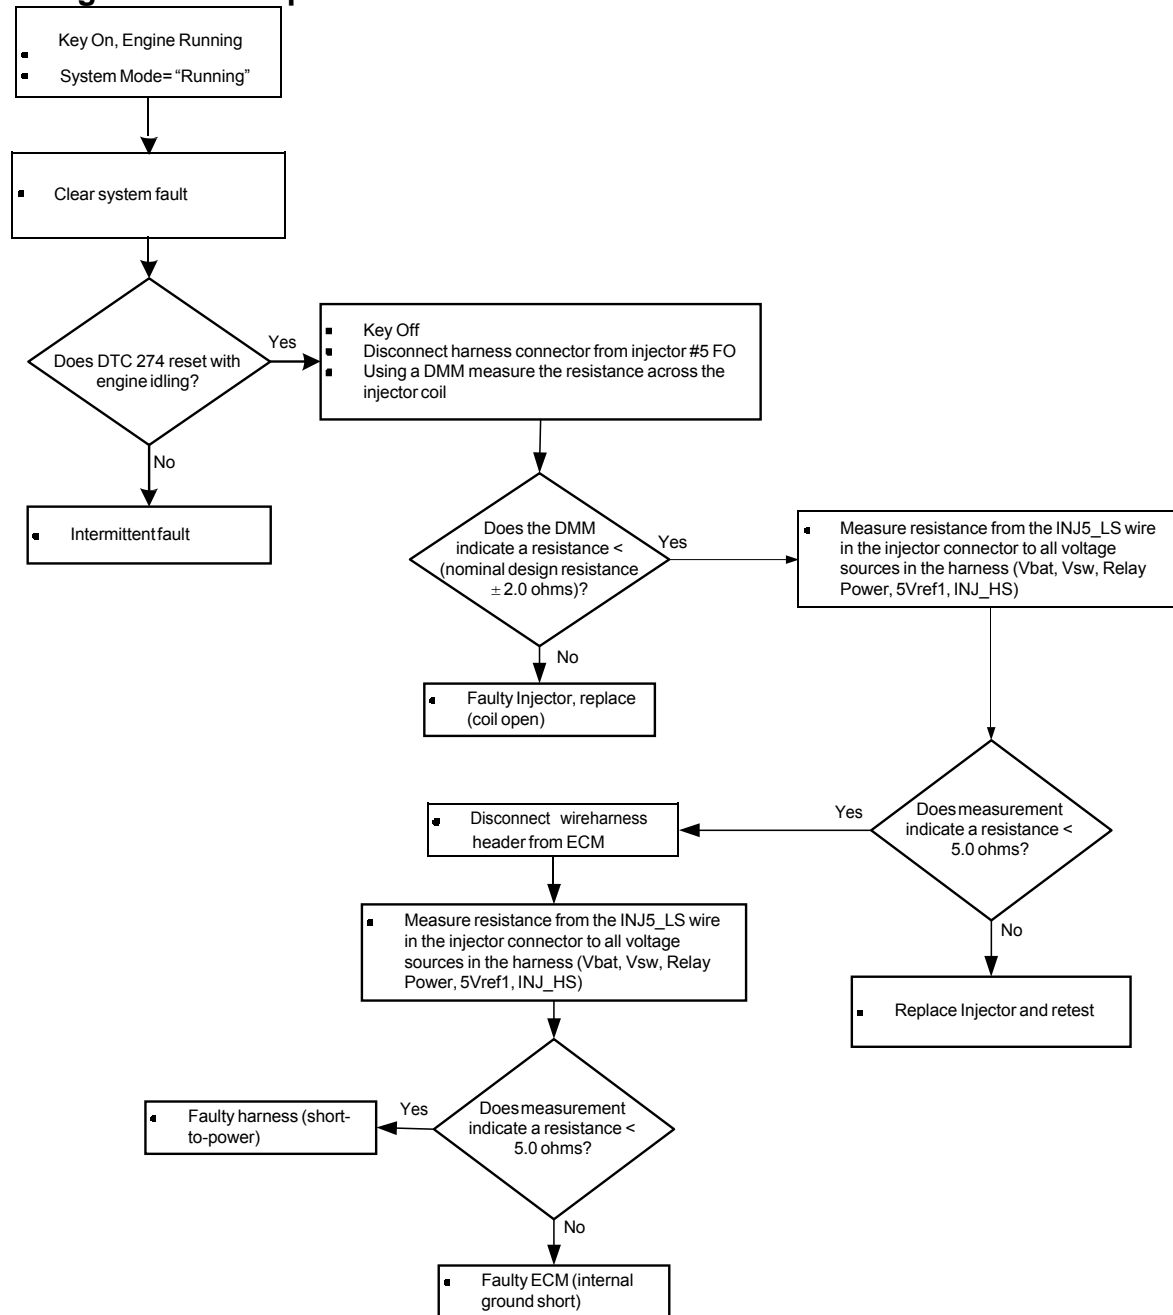 Key On, Engine Running
System Mode= “Running”
Clear system fault
Does DTC 274 reset with
engine idling?
Yes
No
Intermittent fault
Key Off
Disconnect harness connector from injector #5 FO
Using a DMM measure the resistance across the
injector coil
Does the DMM
indicate a resistance <
(nominal design resistance
± 2.0 ohms)?
Yes
No
Faulty Injector, replace
(coil open)
Measure resistance from the INJ5_LS wire
in the injector connector to all voltage
sources in the harness (Vbat, Vsw, Relay
Power, 5Vref1, INJ_HS)
Does measurement
indicate a resistance <
5.0 ohms?
Yes
No
Replace Injector and retest
Disconnect wireharness
header from ECM
Measure resistance from the INJ5_LS wire
in the injector connector to all voltage
sources in the harness (Vbat, Vsw, Relay
Power, 5Vref1, INJ_HS)
Does measurement
indicate a resistance <
5.0 ohms?
Yes
Faulty harness (short-
to-power)
No
Faulty ECM (internal
ground short)